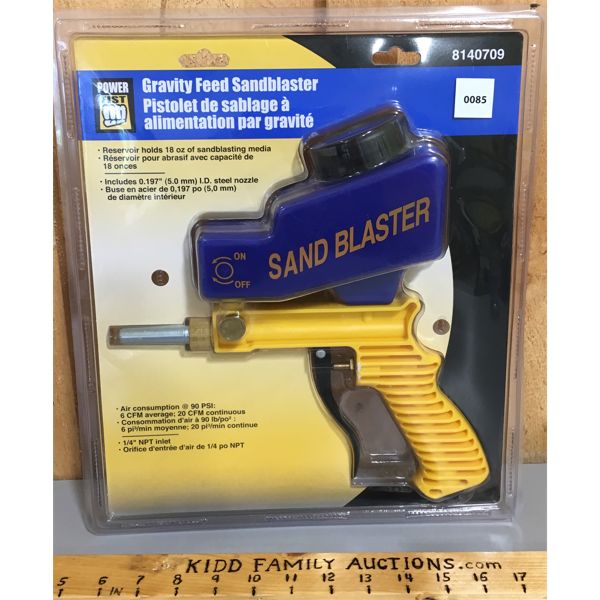 8140709
POWER
FIST
Gravity Feed Sandblaster
Pistolet de sablage à
alimentation par gravité
0085
· Reservoir holds 18 oz of sandblasting media
· Réservoir pour abrasif avec capacité de
18 onces
· Includes 0.197" (5.0 mm) I.D. steel nozzle
· Buse en acier de 0,197 po (5,0 mm)
de diamètre intérieur
SAND BLASTER
ON
OFF
· Air consumption @ 90 PSI:
6 CFM average; 20 CFM continuous
· Consommation d'air à 90 lb/po² :
6 pi³/min moyenne; 20 pi³/min continue
· 1/4" NPT inlet
· Orifice d'entrée d'air de 1/4 po NPT
KIDD FAMILY AUCTIONS.com
5 6 IN 7 8 9 10 11 12 13 14 15 16 17